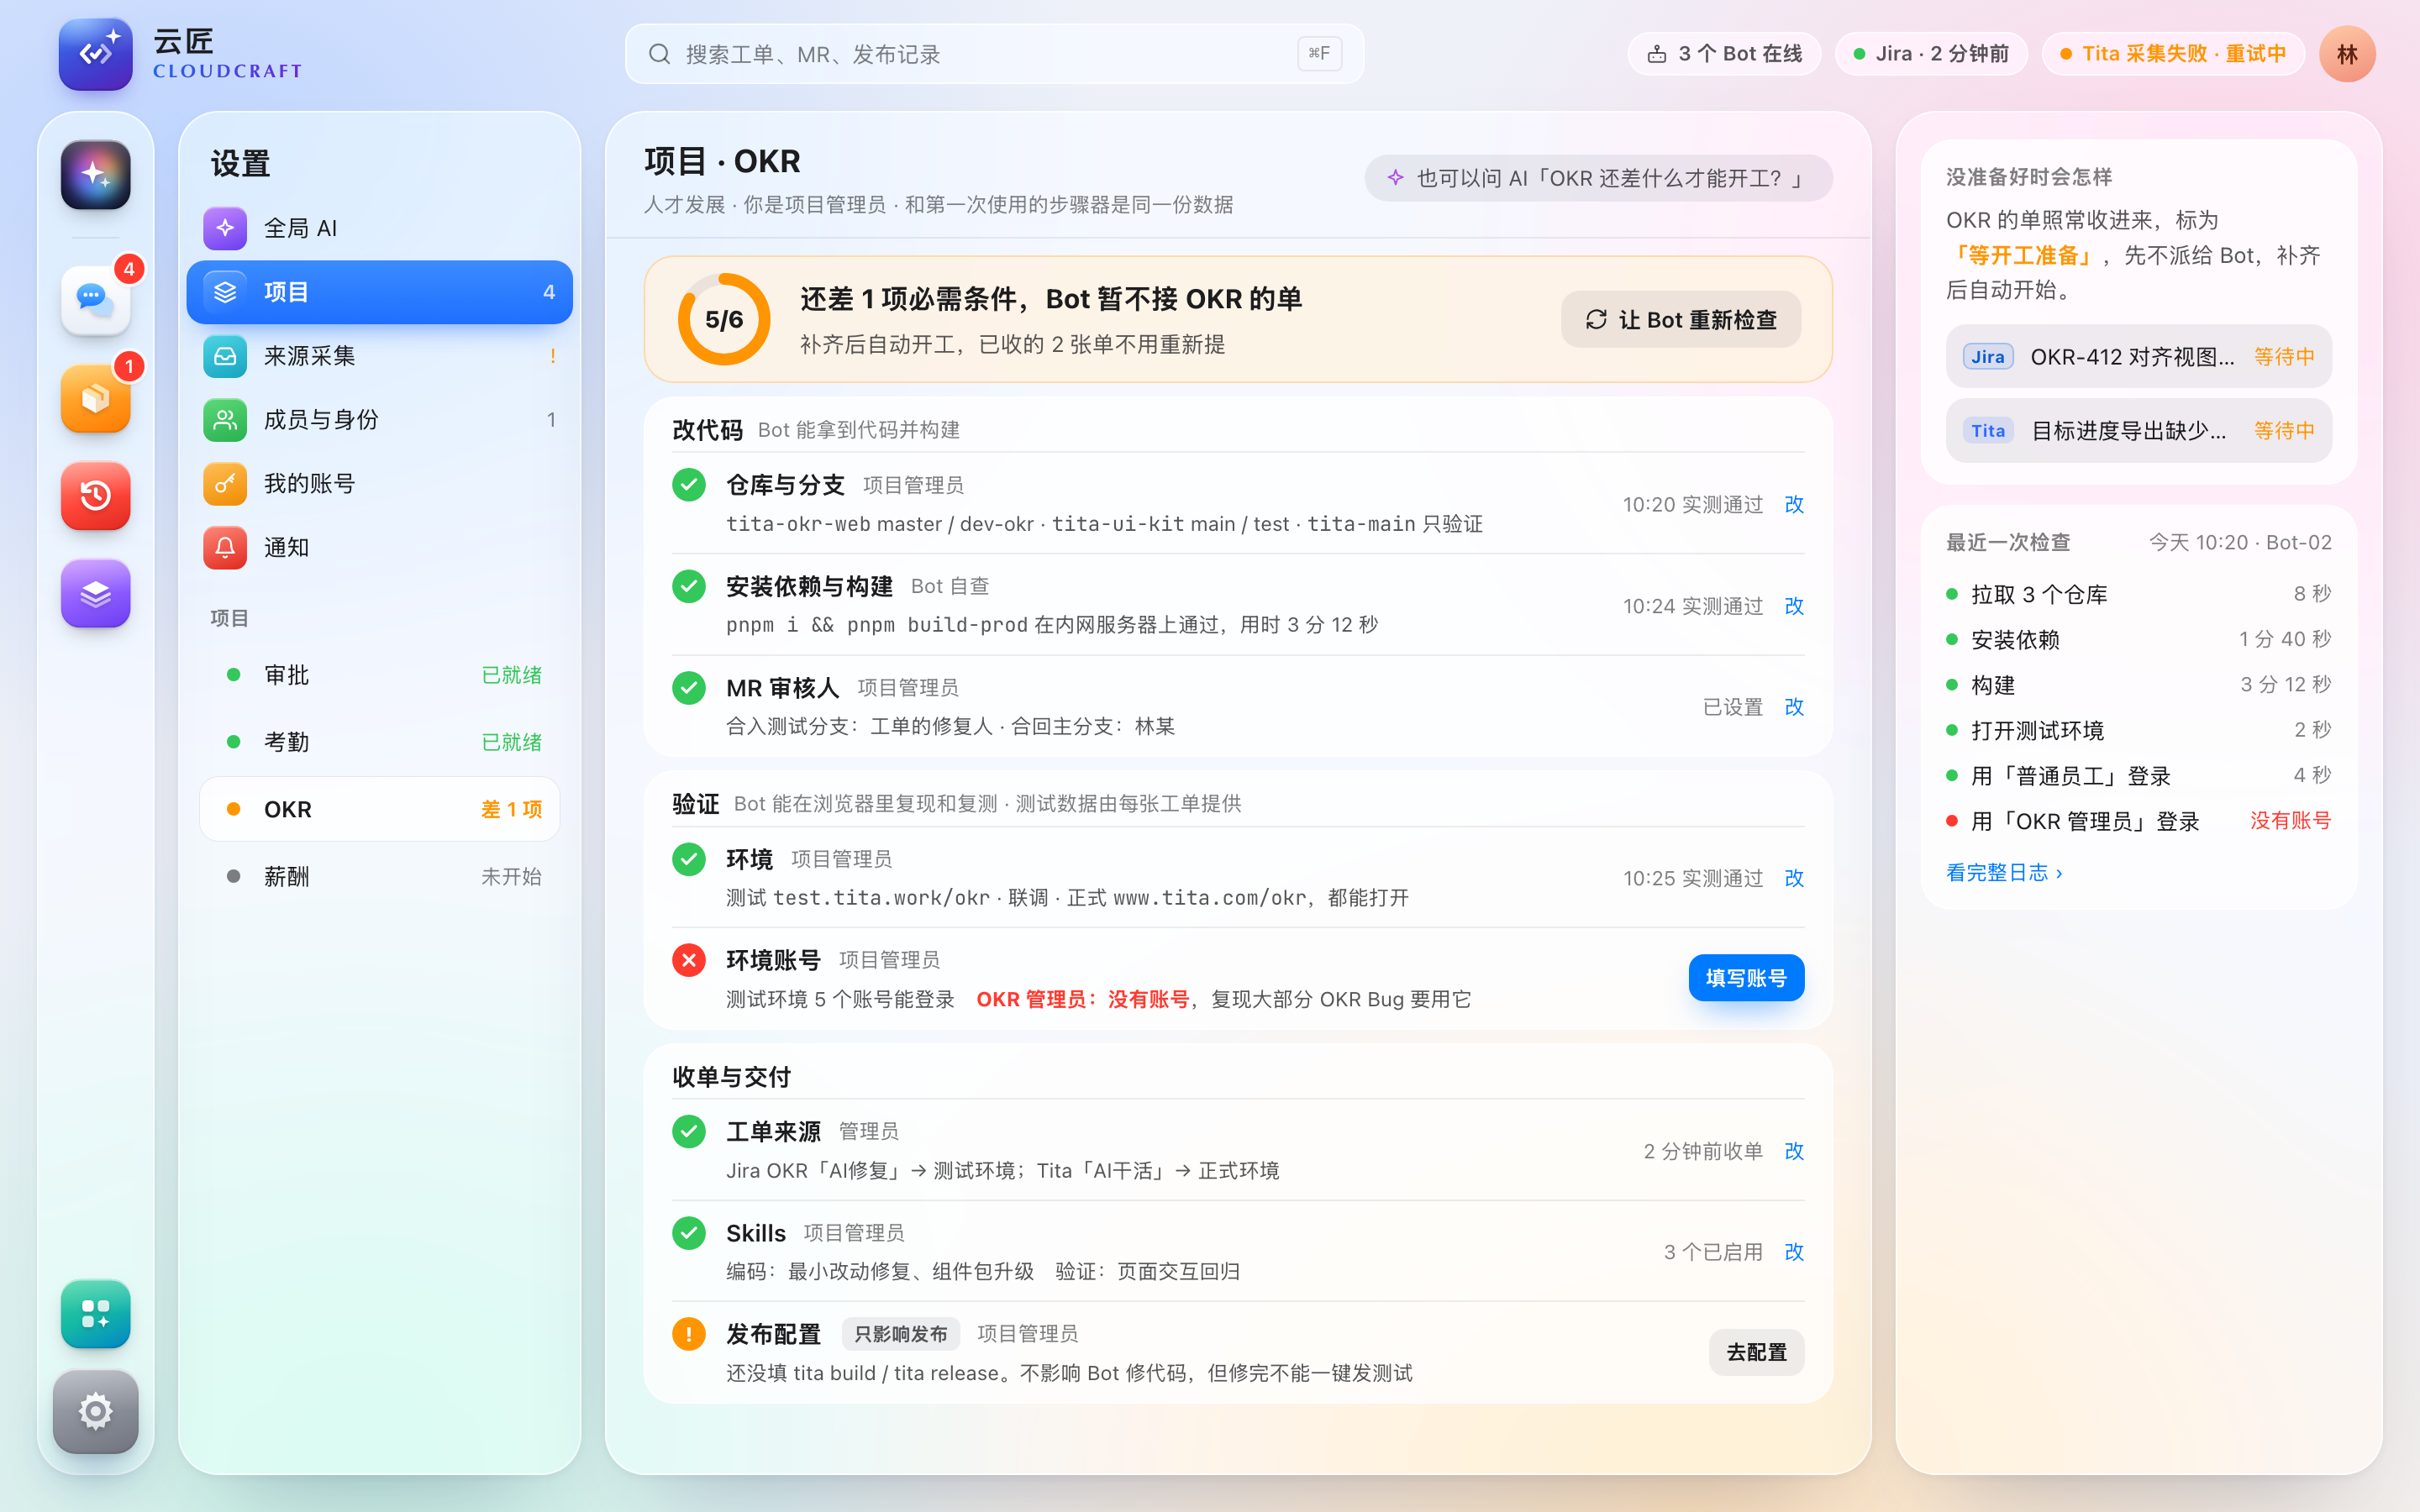 云匠
CLOUDCRAFT
搜索工单、MR、发布记录
⌘F
3 个 Bot 在线
Jira · 2 分钟前
Tita 采集失败 · 重试中
林
4
1
设置
全局 AI
项目 4
来源采集 !
成员与身份 1
我的账号
通知
项目
审批 已就绪
考勤 已就绪
OKR 差 1 项
薪酬 未开始
项目 · OKR
人才发展 · 你是项目管理员 · 和第一次使用的步骤器是同一份数据
也可以问 AI「OKR 还差什么才能开工？」
5/6
还差 1 项必需条件，Bot 暂不接 OKR 的单
补齐后自动开工，已收的 2 张单不用重新提
让 Bot 重新检查
改代码 Bot 能拿到代码并构建
仓库与分支 项目管理员
tita-okr-web master / dev-okr · tita-ui-kit main / test · tita-main 只验证
10:20 实测通过 改
安装依赖与构建 Bot 自查
pnpm i && pnpm build-prod 在内网服务器上通过，用时 3 分 12 秒
10:24 实测通过 改
MR 审核人 项目管理员
合入测试分支：工单的修复人 · 合回主分支：林某
已设置 改
验证 Bot 能在浏览器里复现和复测 · 测试数据由每张工单提供
环境 项目管理员
测试 test.tita.work/okr · 联调 · 正式 www.tita.com/okr，都能打开
10:25 实测通过 改
环境账号 项目管理员
测试环境 5 个账号能登录 OKR 管理员：没有账号，复现大部分 OKR Bug 要用它
填写账号
收单与交付
工单来源 管理员
Jira OKR「AI修复」→ 测试环境；Tita「AI干活」→ 正式环境
2 分钟前收单 改
Skills 项目管理员
编码：最小改动修复、组件包升级 验证：页面交互回归
3 个已启用 改
发布配置 只影响发布 项目管理员
还没填 tita build / tita release。不影响 Bot 修代码，但修完不能一键发测试
去配置
没准备好时会怎样
OKR 的单照常收进来，标为
「等开工准备」，先不派给 Bot，补齐
后自动开始。
Jira OKR-412 对齐视图... 等待中
Tita 目标进度导出缺少... 等待中
最近一次检查 今天 10:20 · Bot-02
拉取 3 个仓库 8 秒
安装依赖 1 分 40 秒
构建 3 分 12 秒
打开测试环境 2 秒
用「普通员工」登录 4 秒
用「OKR 管理员」登录 没有账号
看完整日志 ›